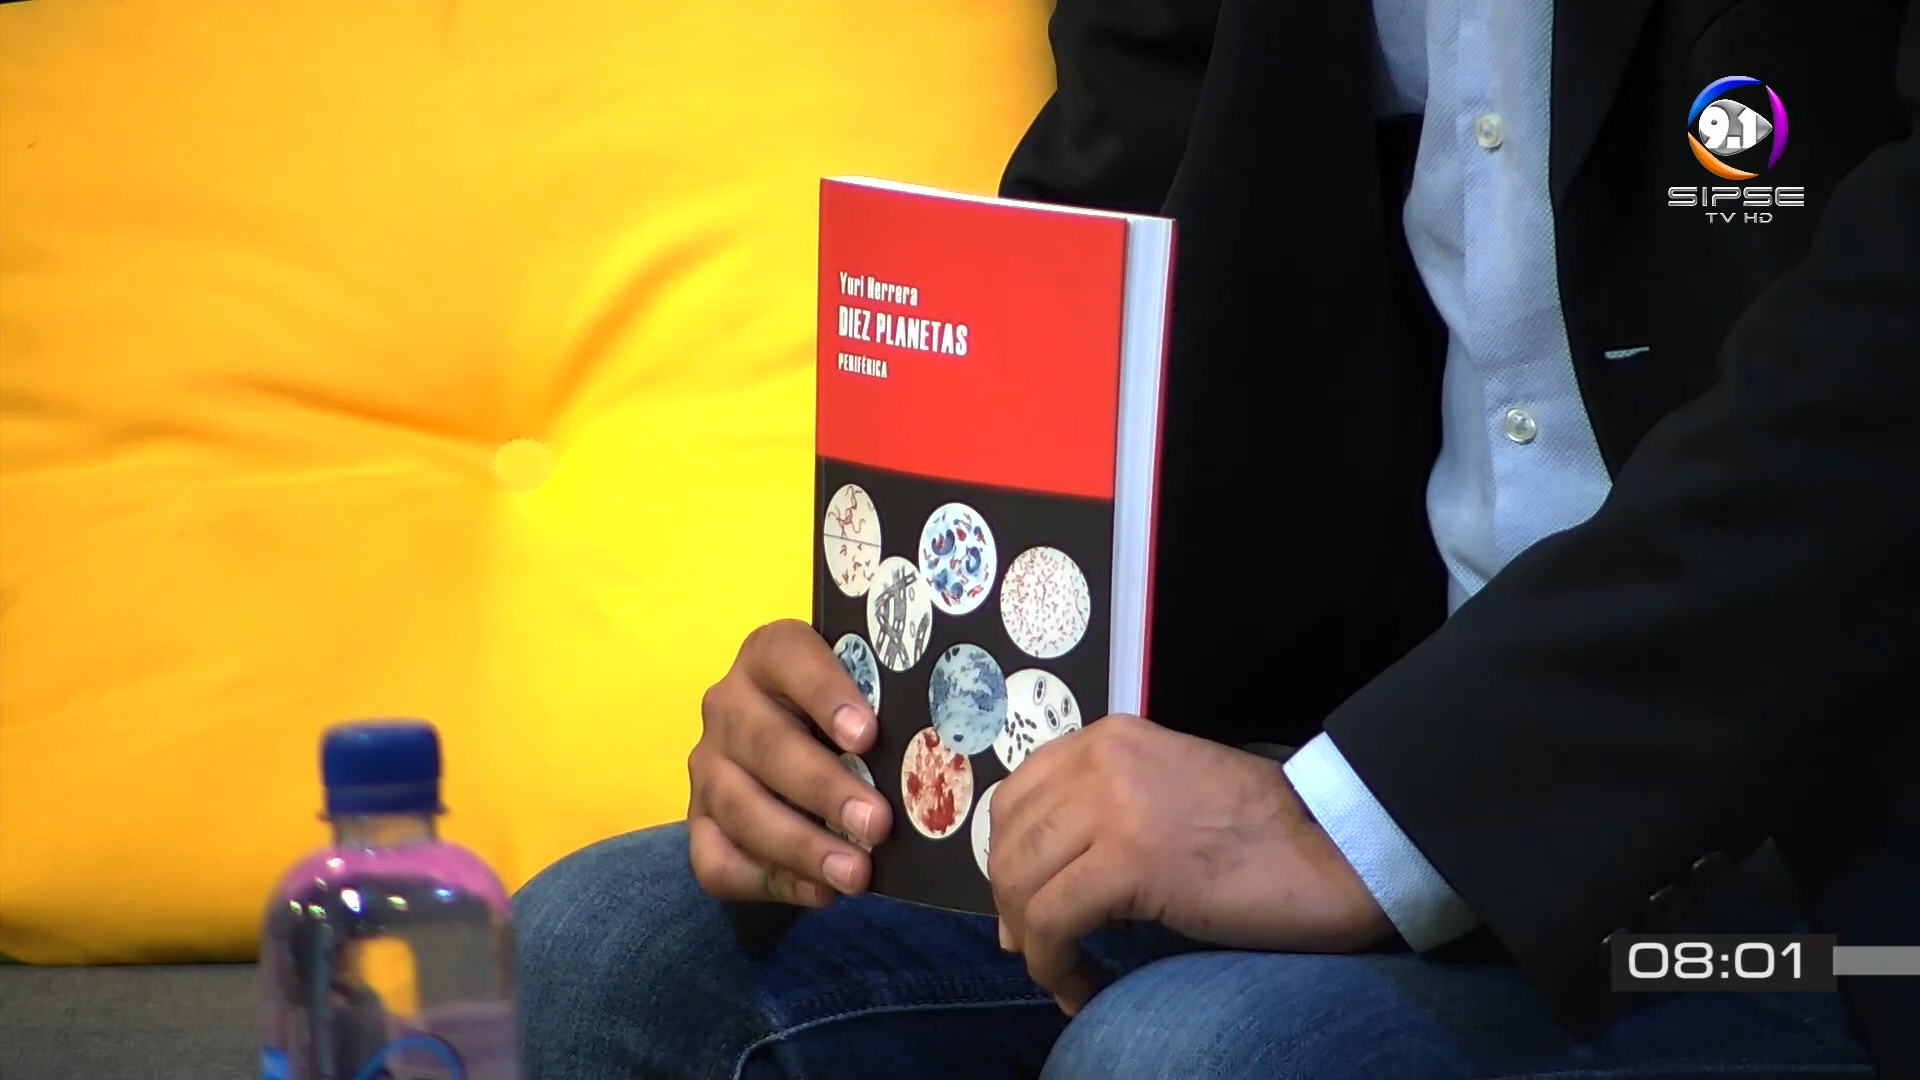 9.1
SIPSE
TV HD
Yuri Herrera
DIEZ PLANETAS
PERIFÉRICA
08:01